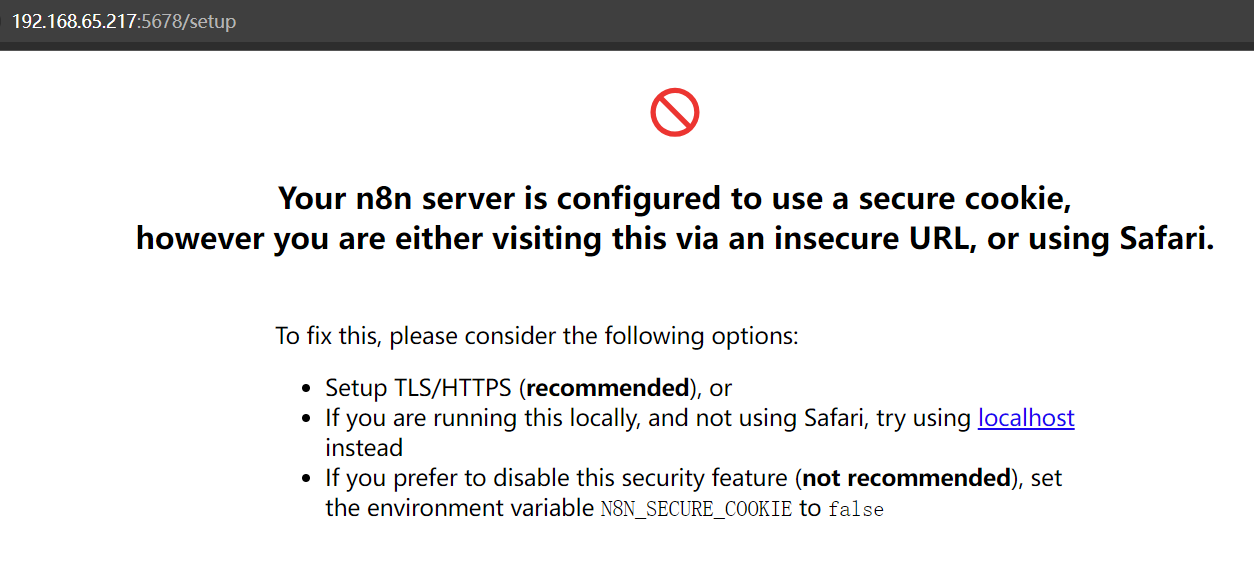 192.168.65.217:5678/setup
Your n8n server is configured to use a secure cookie,
however you are either visiting this via an insecure URL, or using Safari.
To fix this, please consider the following options:
• Setup TLS/HTTPS (recommended), or
• If you are running this locally, and not using Safari, try using localhost
instead
• If you prefer to disable this security feature (not recommended), set
the environment variable N8N_SECURE_COOKIE to false